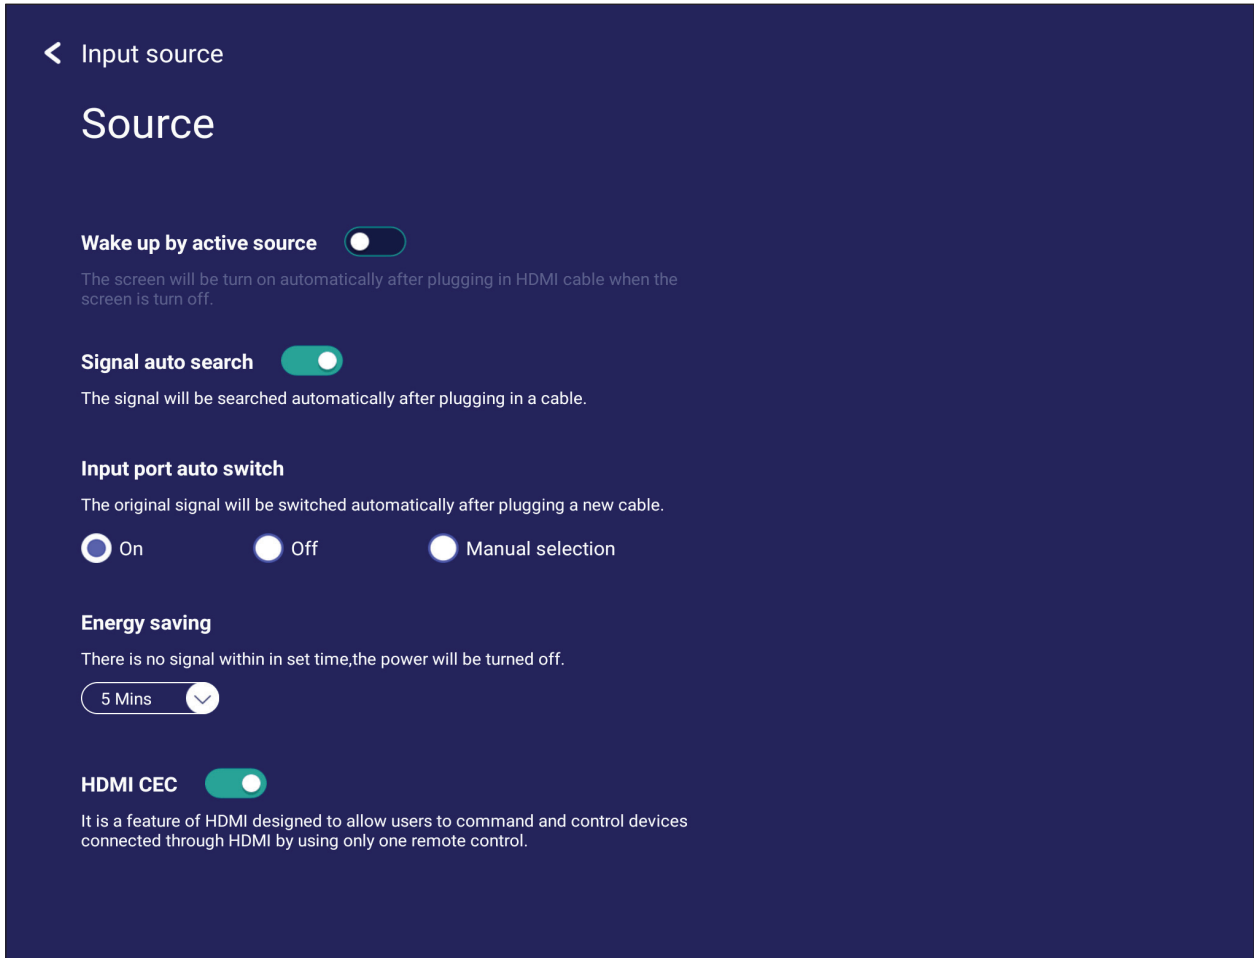 Input source
Source
Wake up by active source
The screen will be turn on automatically after plugging in HDMI cable when the
screen is turn off.
Signal auto search
The signal will be searched automatically after plugging in a cable.
Input port auto switch
The original signal will be switched automatically after plugging a new cable.
On Off Manual selection
Energy saving
There is no signal within in set time,the power will be turned off.
5 Mins
HDMI CEC
It is a feature of HDMI designed to allow users to command and control devices
connected through HDMI by using only one remote control.